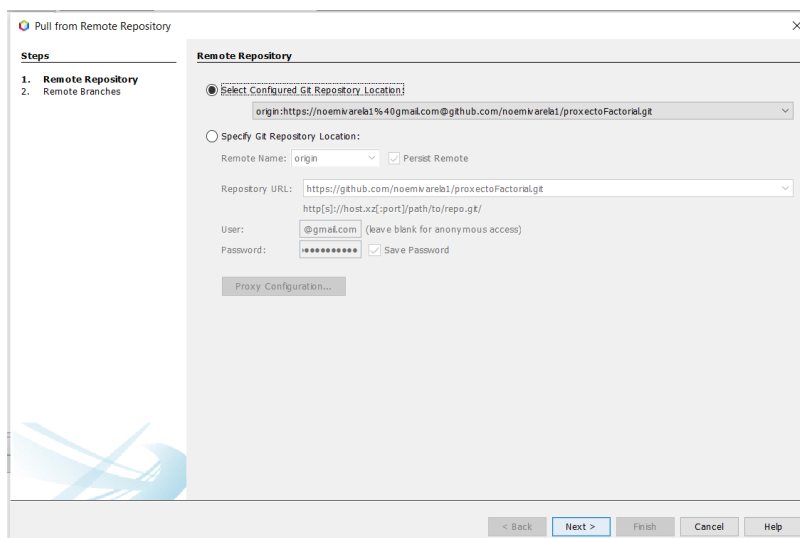 Pull from Remote Repository
Steps
1. Remote Repository
2. Remote Branches
Remote Repository
Select Configured Git Repository Location:
origin:https://noemivarela1%40gmail.com@github.com/noemivarela1/proxectoFactorial.git
Specify Git Repository Location:
Remote Name: origin Persist Remote
Repository URL: https://github.com/noemivarela1/proxectoFactorial.git
http[s]://host.xz[:port]/path/to/repo.git/
User: @gmail.com (leave blank for anonymous access)
Password: ●●●●●●●●●● Save Password
Proxy Configuration...
< Back Next > Finish Cancel Help